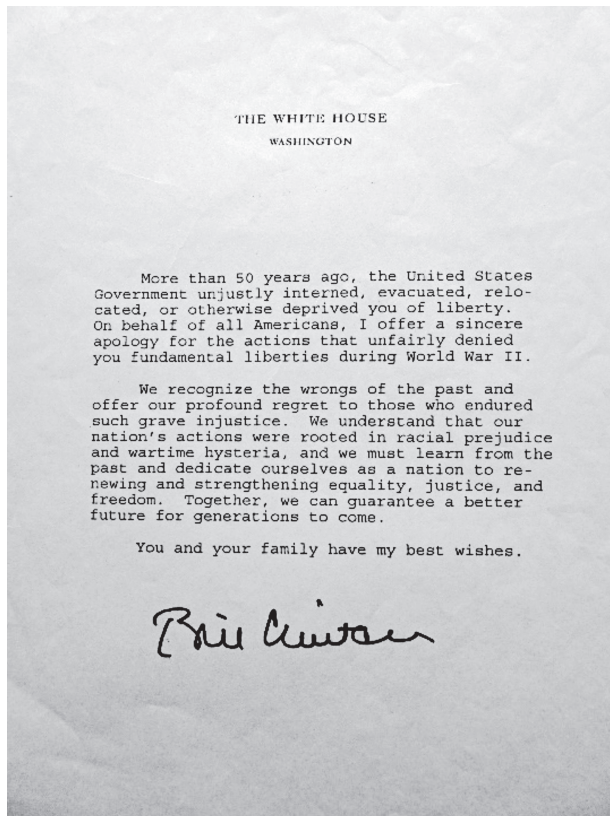 THE WHITE HOUSE
WASHINGTON
More than 50 years ago, the United States
Government unjustly interned, evacuated, relo-
cated, or otherwise deprived you of liberty.
On behalf of all Americans, I offer a sincere
apology for the actions that unfairly denied
you fundamental liberties during World War II.
We recognize the wrongs of the past and
offer our profound regret to those who endured
such grave injustice.  We understand that our
nation's actions were rooted in racial prejudice
and wartime hysteria, and we must learn from the
past and dedicate ourselves as a nation to re-
newing and strengthening equality, justice, and
freedom.  Together, we can guarantee a better
future for generations to come.
You and your family have my best wishes.
Bill Clinton